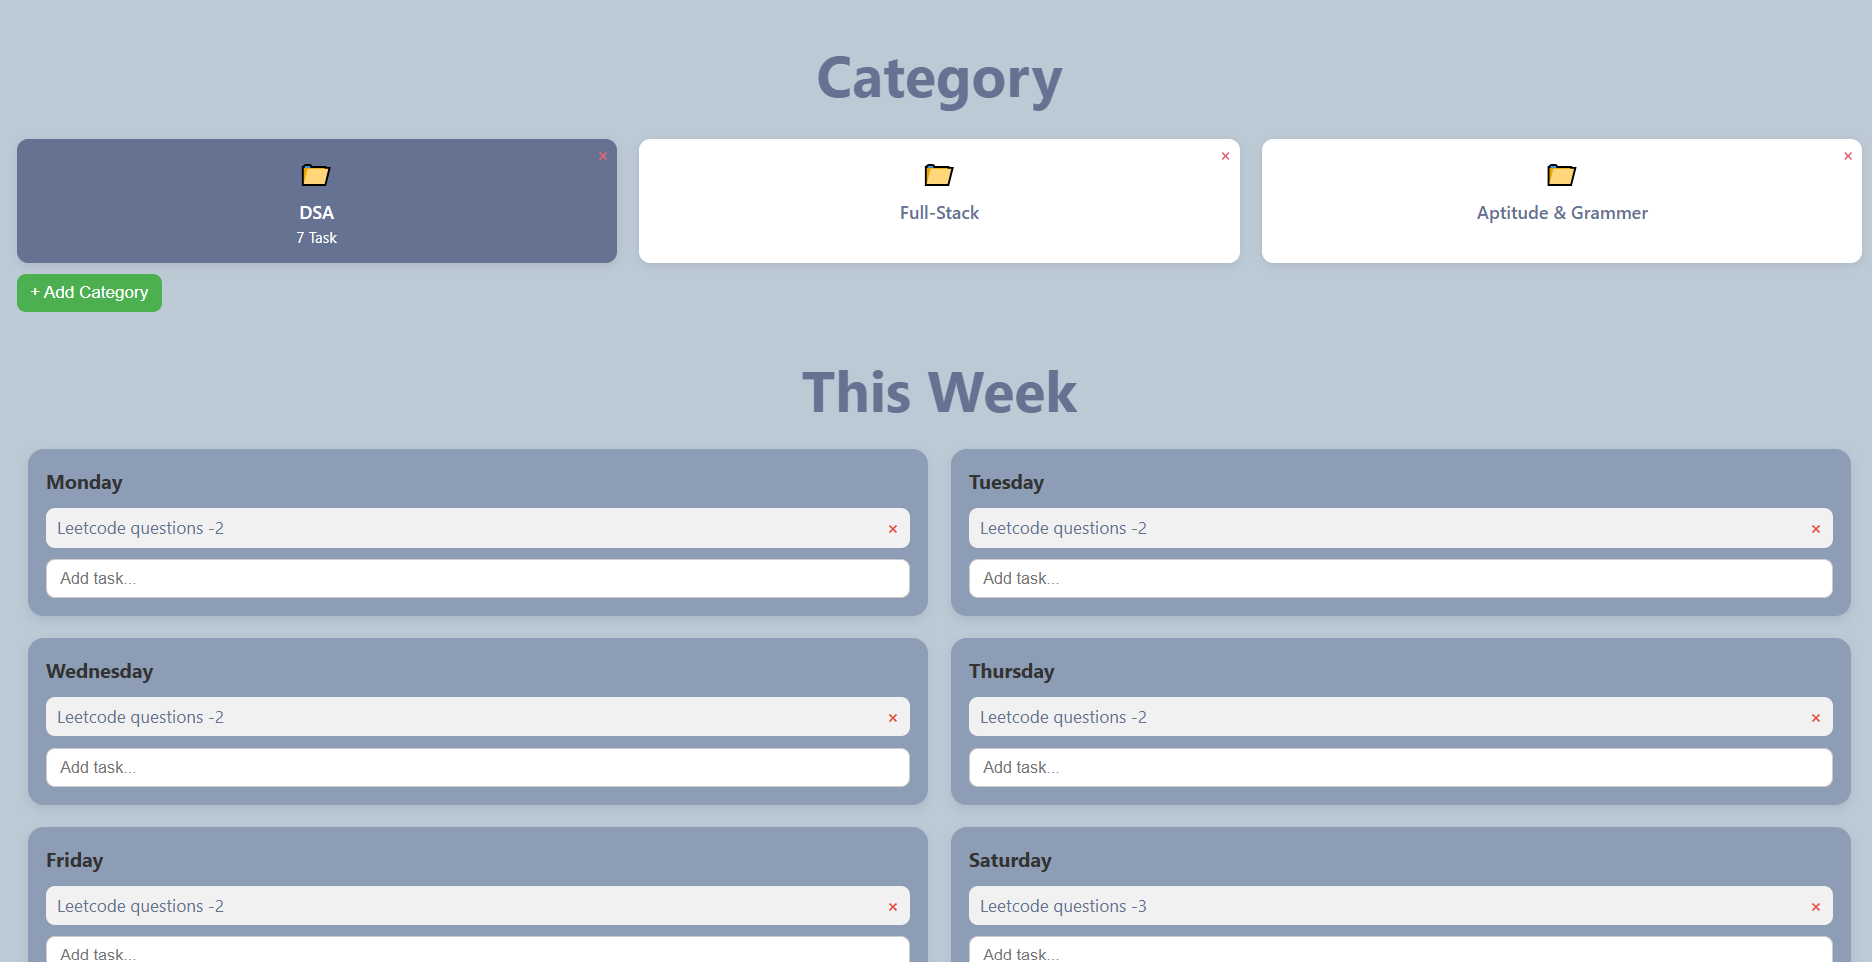 Category
×
DSA
7 Task
×
Full-Stack
×
Aptitude & Grammer
+ Add Category
This Week
Monday
Leetcode questions -2 ×
Add task...
Tuesday
Leetcode questions -2 ×
Add task...
Wednesday
Leetcode questions -2 ×
Add task...
Thursday
Leetcode questions -2 ×
Add task...
Friday
Leetcode questions -2 ×
Add task...
Saturday
Leetcode questions -3 ×
Add task...